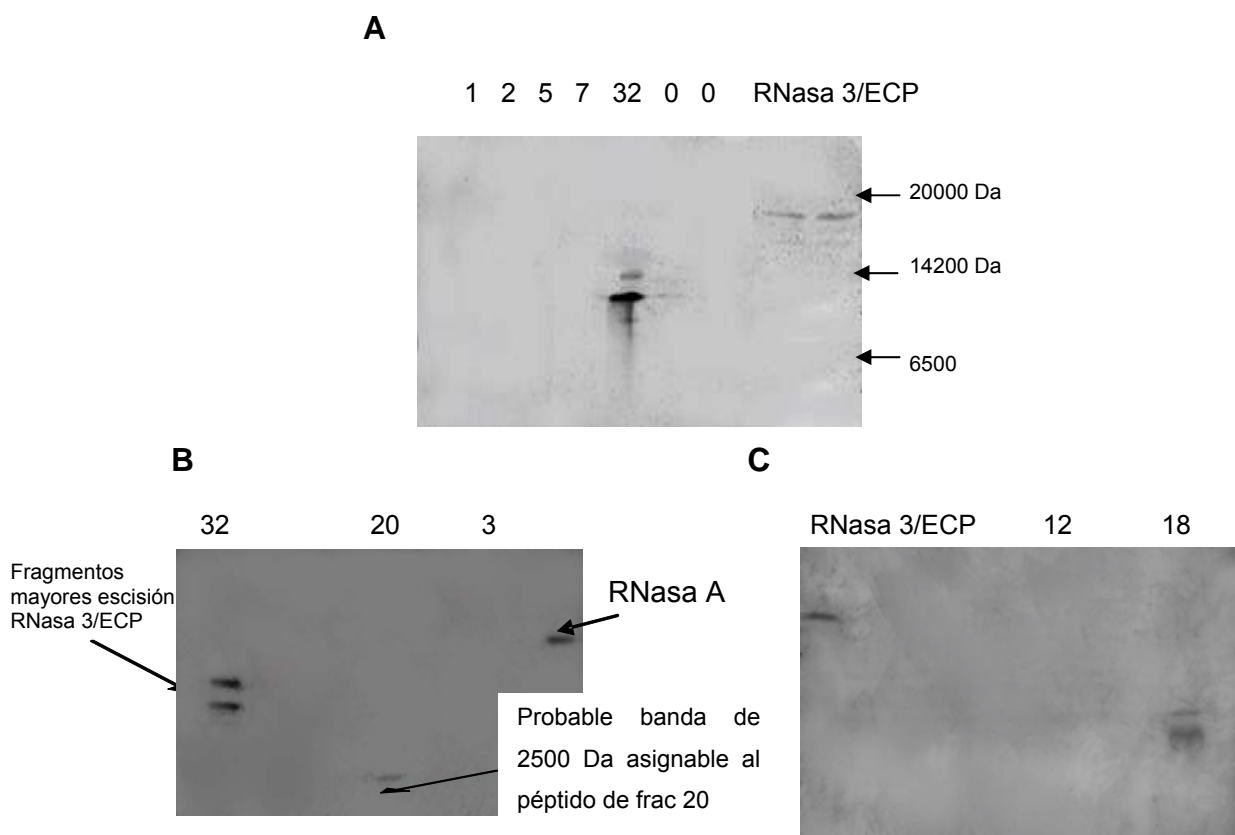 A
1 2 5 7 32 0 0 RNasa 3/ECP
20000 Da
14200 Da
6500
B
32 20 3
Fragmentos
mayores escisión
RNasa 3/ECP
RNasa A
Probable banda de
2500 Da asignable al
péptido de frac 20
C
RNasa 3/ECP 12 18